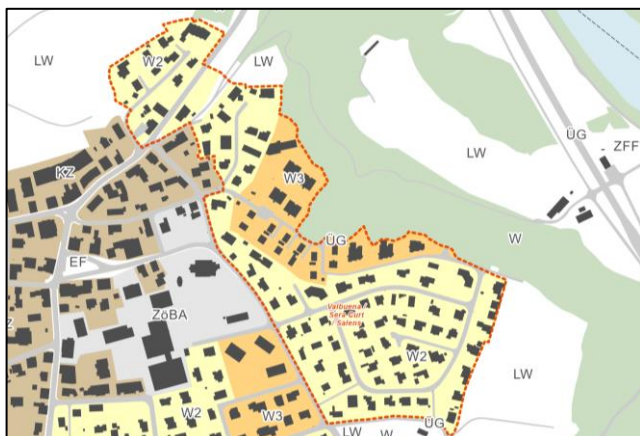 LW
W2
LW
ÜG
ZFF
KZ
LW
W3
EF
ÜG
W
ZöBA
Valbuena /
Sera Curt
/ Salens
W2
LW
W2
W3
ÜG
LW
W